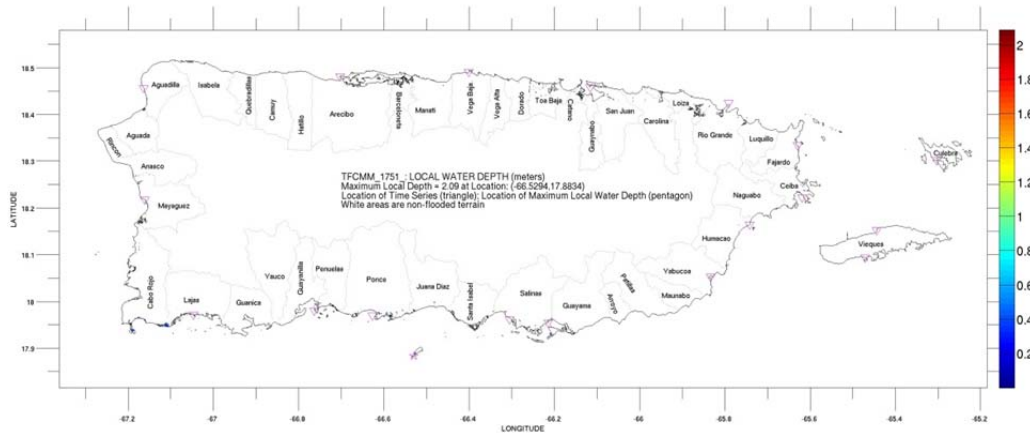 TFCMM_1751_: LOCAL WATER DEPTH (meters)
Maximum Local Depth = 2.09 at Location: (-66.5294,17.8834)
Location of Time Series (triangle); Location of Maximum Local Water Depth (pentagon)
White areas are non-flooded terrain
LATITUDE
18.5
18.4
18.3
18.2
18.1
18
17.9
Aguadilla
Isabela
Quebradillas
Camuy
Hatillo
Arecibo
Barceloneta
Manati
Vega Baja
Vega Alta
Dorado
Toa Baja
Catano
Guaynabo
San Juan
Carolina
Loiza
Rio Grande
Luquillo
Fajardo
Ceiba
Culebra
Aguada
Rincon
Anasco
Mayaguez
Naguabo
Humacao
Vieques
Cabo Rojo
Lajas
Guanica
Yauco
Guayanilla
Penuelas
Ponce
Juana Diaz
Santa Isabel
Salinas
Guayama
Arroyo
Patillas
Yabucoa
Maunabo
-67.2
-67
-66.8
-66.6
-66.4
-66.2
-66
-65.8
-65.6
-65.4
-65.2
LONGITUDE
2
1.8
1.6
1.4
1.2
1
0.8
0.6
0.4
0.2